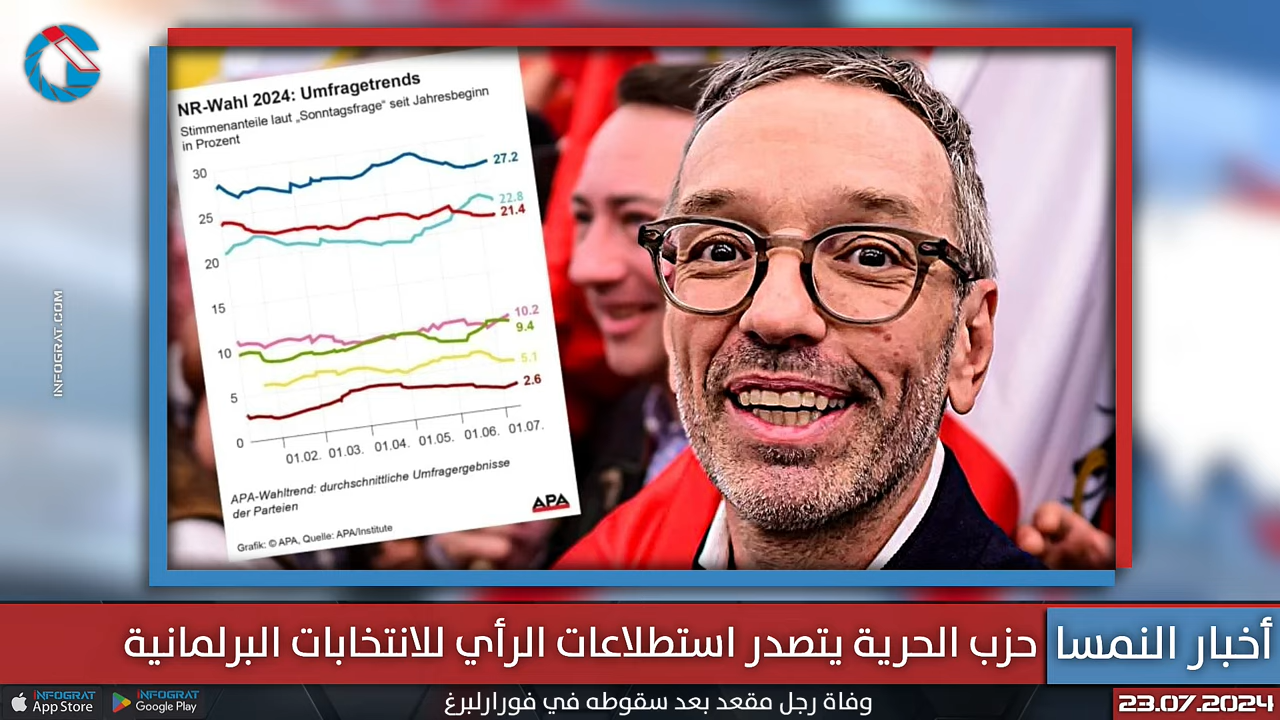 NR-Wahl 2024: Umfragetrends
Stimmenanteile laut „Sonntagsfrage“ seit Jahresbeginn
in Prozent
30
25
20
15
10
5
0
27.2
22.8
21.4
10.2
9.4
5.1
2.6
01.02. 01.03. 01.04. 01.05. 01.06. 01.07.
APA-Wahltrend: durchschnittliche Umfragergebnisse
der Parteien
APA
Grafik: © APA, Quelle: APA/Institute
INFOGRAT.COM
أخبار النمسا
حزب الحرية يتصدر استطلاعات الرأي للانتخابات البرلمانية
INFOGRAT
App Store
INFOGRAT
Google Play
وفاة رجل مقعد بعد سقوطه في فورارلبرغ
23.07.2024